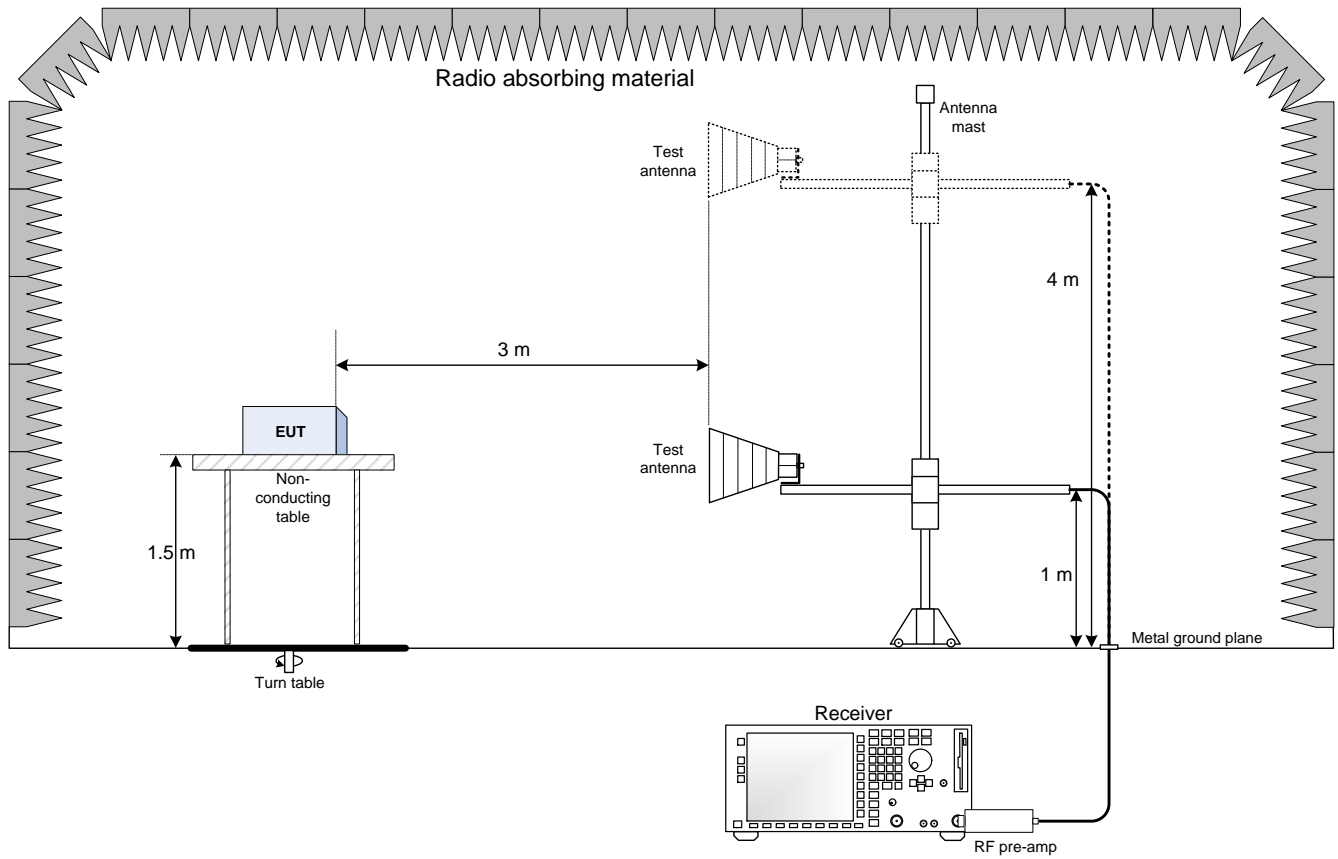 Radio absorbing material
Antenna
mast
Test
antenna
4 m
3 m
EUT
Test
antenna
Non-
conducting
table
1.5 m
1 m
Metal ground plane
Turn table
Receiver
RF pre-amp